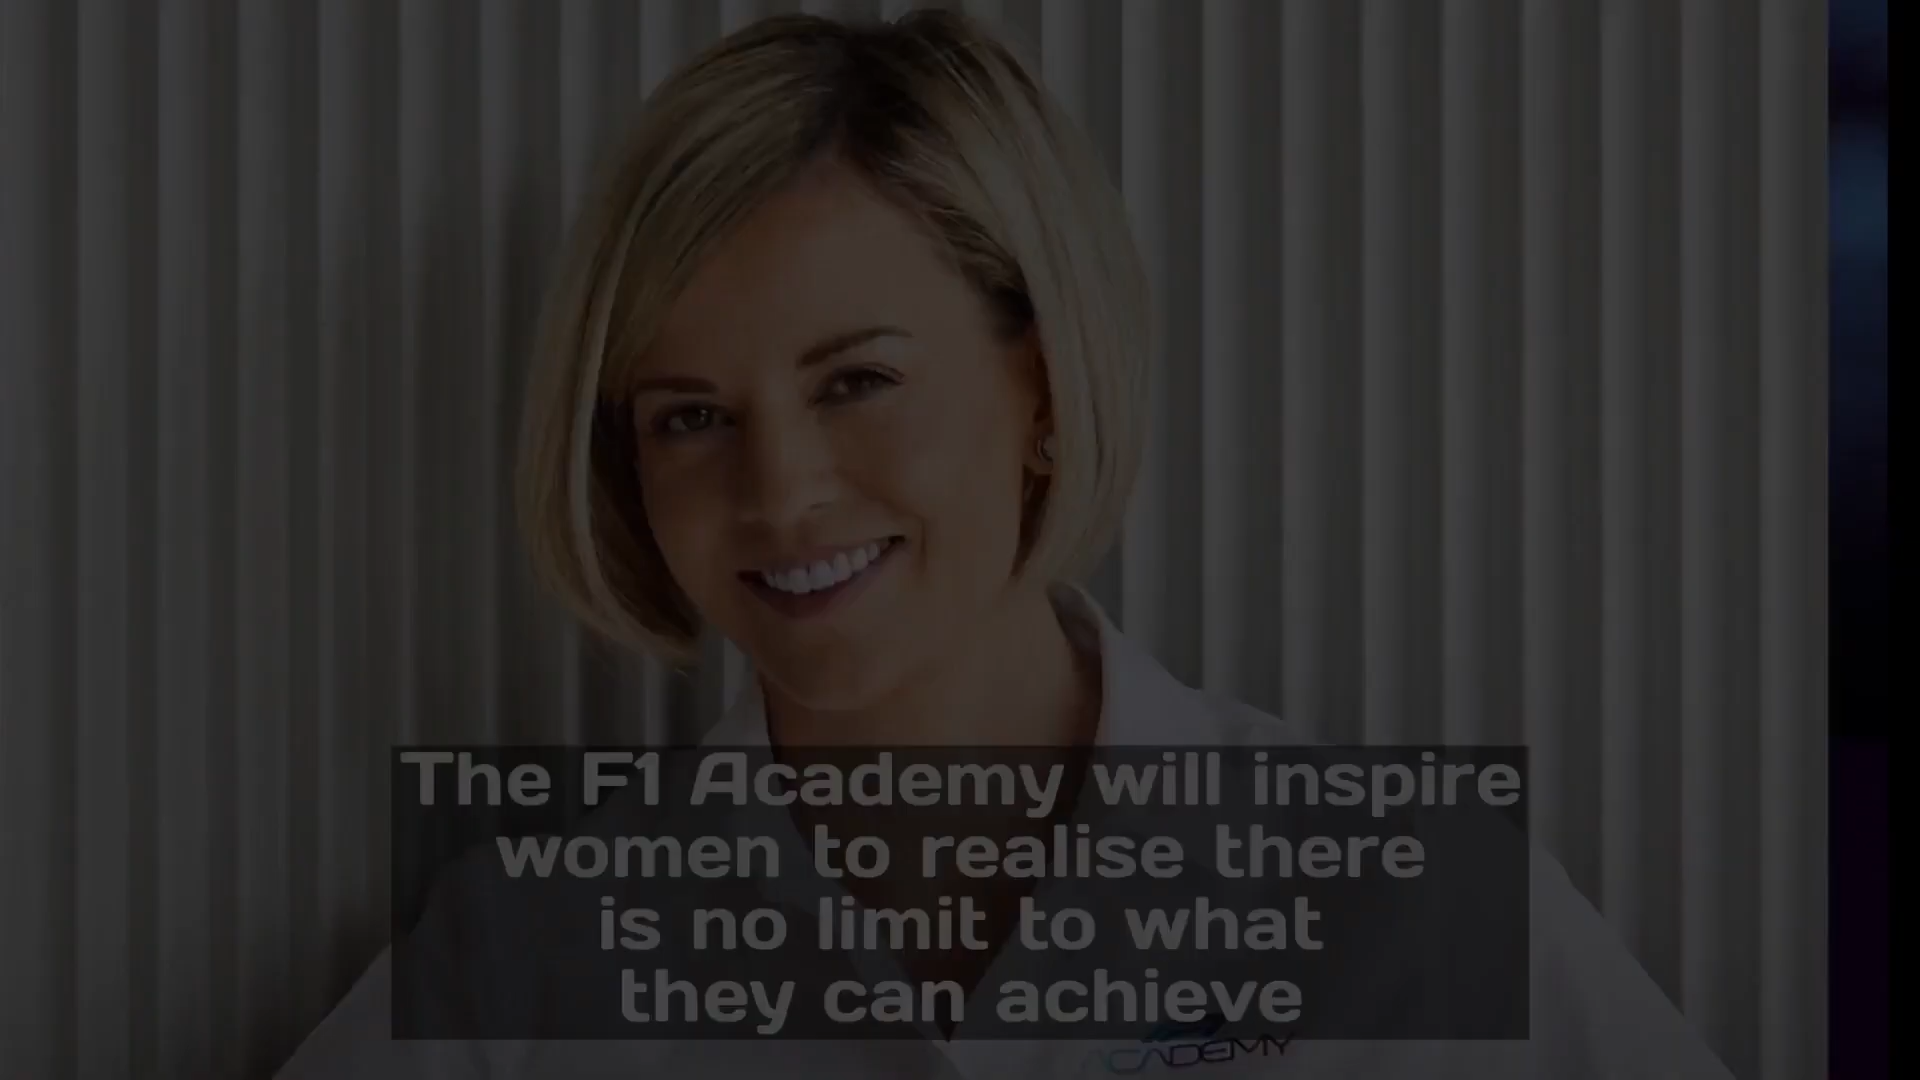 The F1 Academy will inspire
women to realise there
is no limit to what
they can achieve
ACADEMY